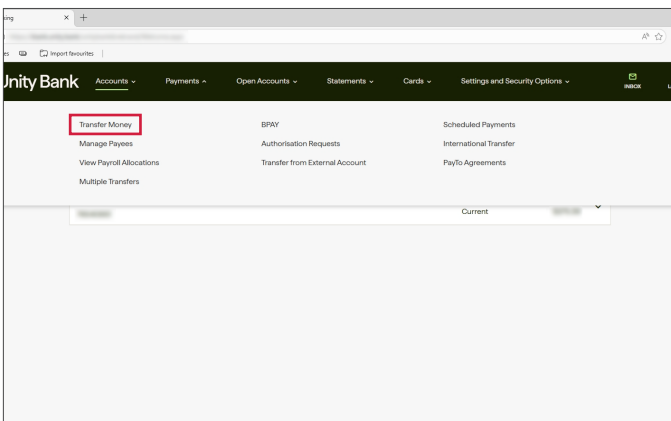 Import favourites
Unity Bank Accounts Payments Open Accounts Statements Cards Settings and Security Options INBOX
Transfer Money BPAY Scheduled Payments
Manage Payees Authorisation Requests International Transfer
View Payroll Allocations Transfer from External Account PayTo Agreements
Multiple Transfers
Current